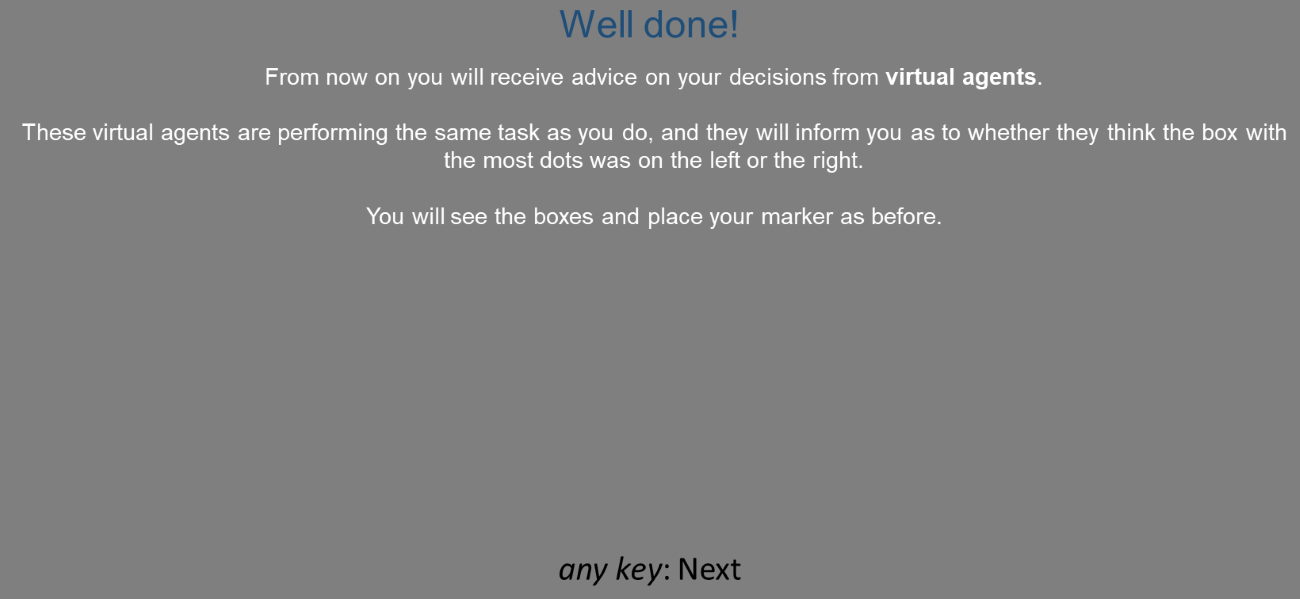 Well done!
From now on you will receive advice on your decisions from virtual agents.
These virtual agents are performing the same task as you do, and they will inform you as to whether they think the box with
the most dots was on the left or the right.
You will see the boxes and place your marker as before.
any key: Next